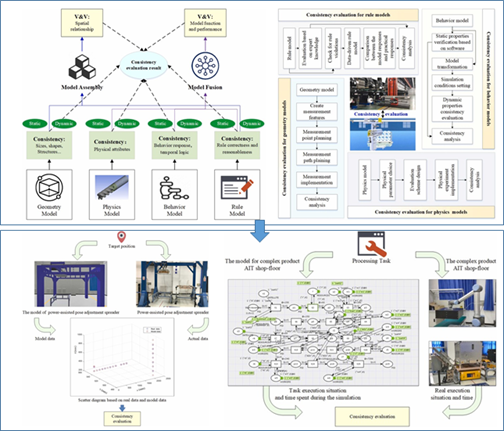 V&V:
Spatial
relationship
V&V:
Model function
and performance
Consistency
evaluation result
Model Assembly
Model Fusion
Static
Dynamic
Static
Dynamic
Static
Dynamic
Static
Dynamic
Consistency:
Sizes, shapes,
Structures...
Consistency:
Physical attributes
Consistency:
Behavior response,
temporal logic
Consistency:
Rule correctness and
reasonableness
Geometry
Model
Physics
Model
Behavior
Model
Rule
Model
Consistency evaluation for rule models
Rule model
Evaluation based
on expert
knowledge
Check for rule
violations
Data-driven rule
model
Comparison
between the
model responses
and practical
responses
Consistency
analysis
Behavior model
Static properties
verification based
on software
Model
transformation
Simulation
conditions setting
Dynamic
properties
consistency
evaluation
Consistency
analysis
Consistency evaluation for behavior models
Consistency evaluation for geometry models
Geometry model
Create
measurement
features
Measurement
point planning
Measurement
path planning
Measurement
implementation
Consistency
analysis
Consistency evaluation
Physics model
Physical
parameter choice
Evaluation
scheme design
Physical
experiment
implementation
Consistency
analysis
Consistency evaluation for physics models
Target position
The model of power-assisted pose adjustment spreader
Power-assisted pose adjustment spreader
Model data
Actual data
Scatter diagram based on real data and model data
Consistency
evaluation
Processing Task
The model for complex
product
AIT shop-floor
The complex product
AIT shop-floor
Task execution situation
and time spent during the simulation
Real execution
situation and time
Consistency evaluation